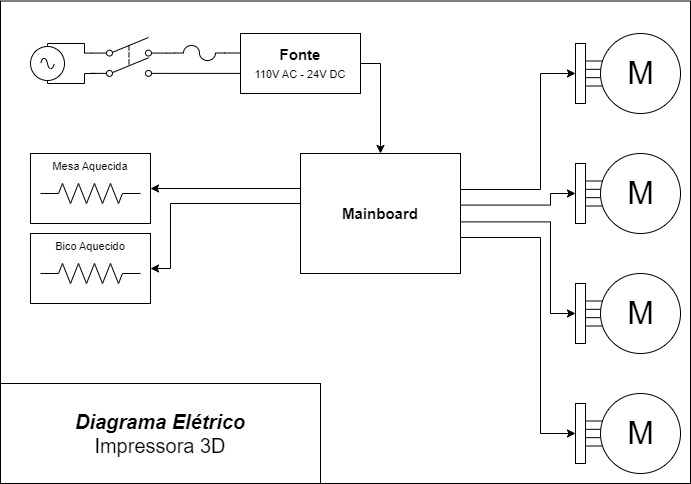 Fonte
110V AC - 24V DC
M
Mesa Aquecida
Mainboard
M
Bico Aquecido
M
Diagrama Elétrico
Impressora 3D
M